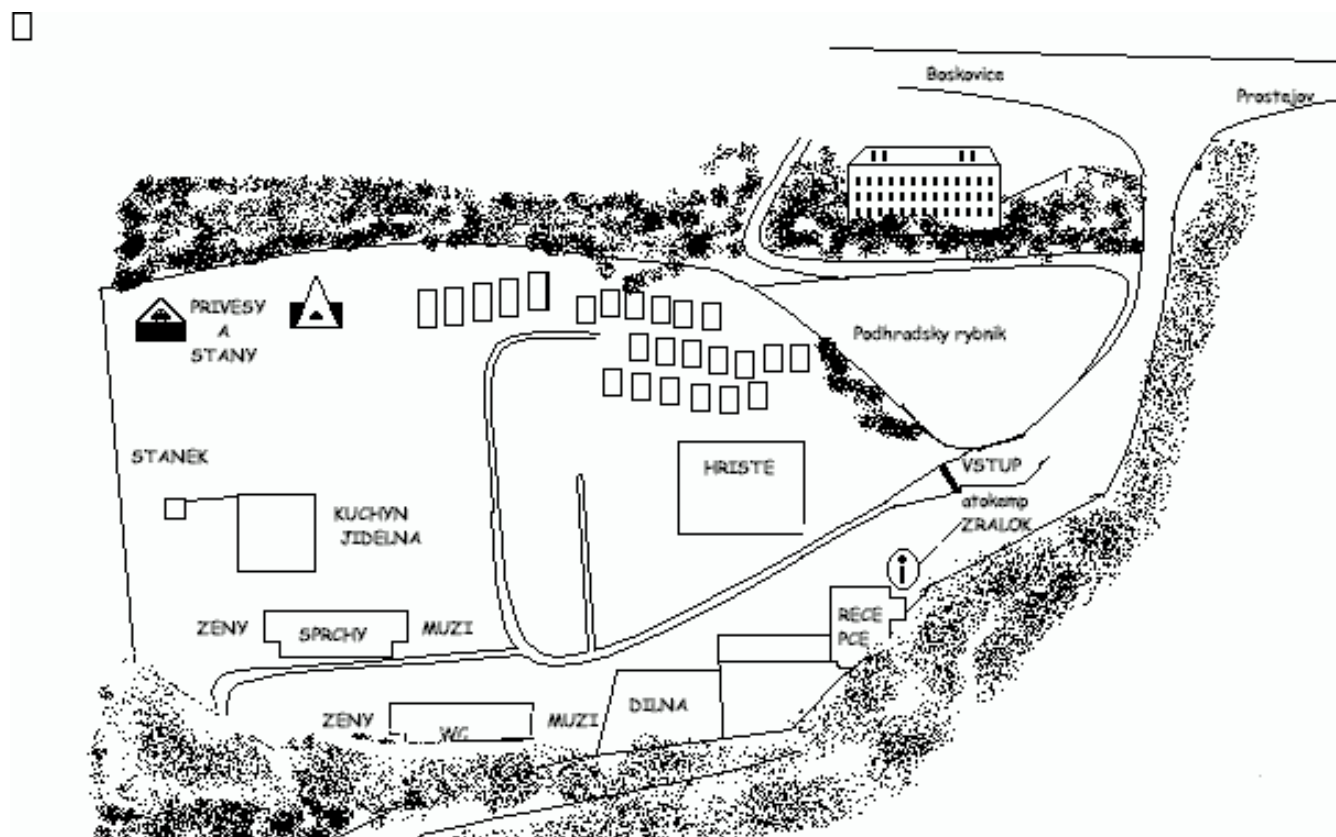 Boskovice
Prostejov
PRIVESY
A
STANY
Podhradsky rybnik
STANEK
HRISTE
VSTUP
atokemp
ZRALOK
KUCHYN
JIDELNA
i
ZENY
SPRCHY
MUZI
RECE
PCE
ZENY
WC
MUZI
DILNA